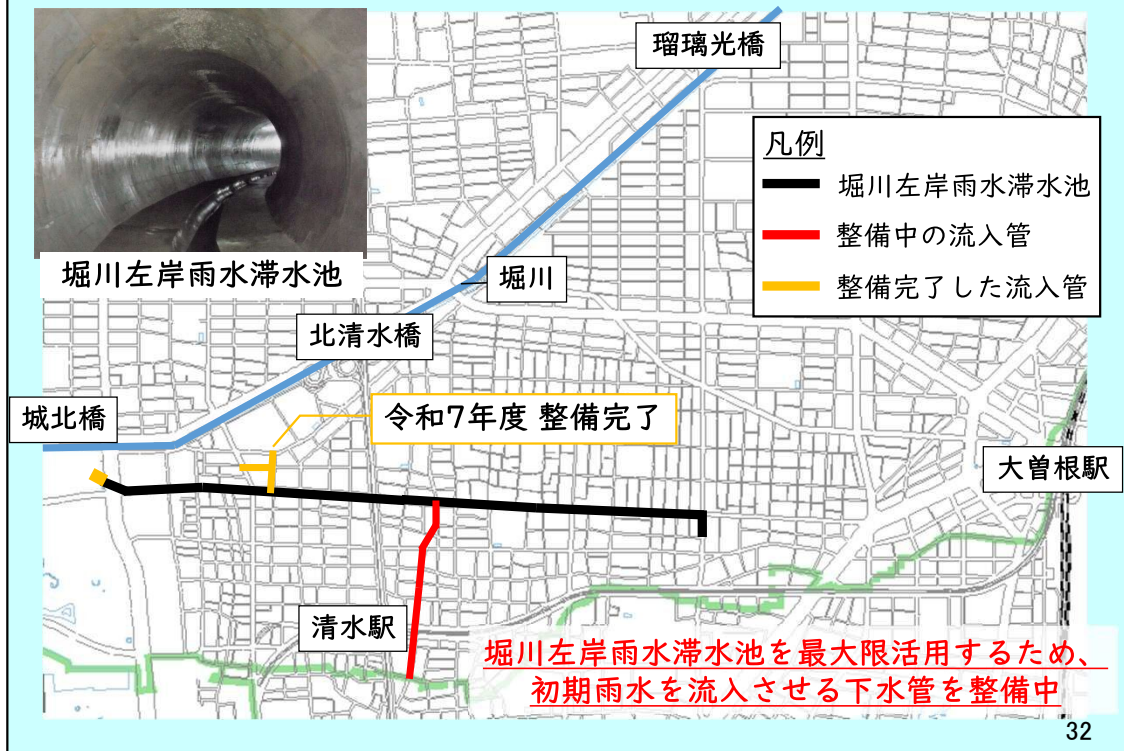 瑠璃光橋
凡例
堀川左岸雨水滞水池
整備中の流入管
整備完了した流入管
堀川左岸雨水滞水池
堀川
北清水橋
城北橋
令和7年度 整備完了
大曽根駅
清水駅
堀川左岸雨水滞水池を最大限活用するため、
初期雨水を流入させる下水管を整備中
32